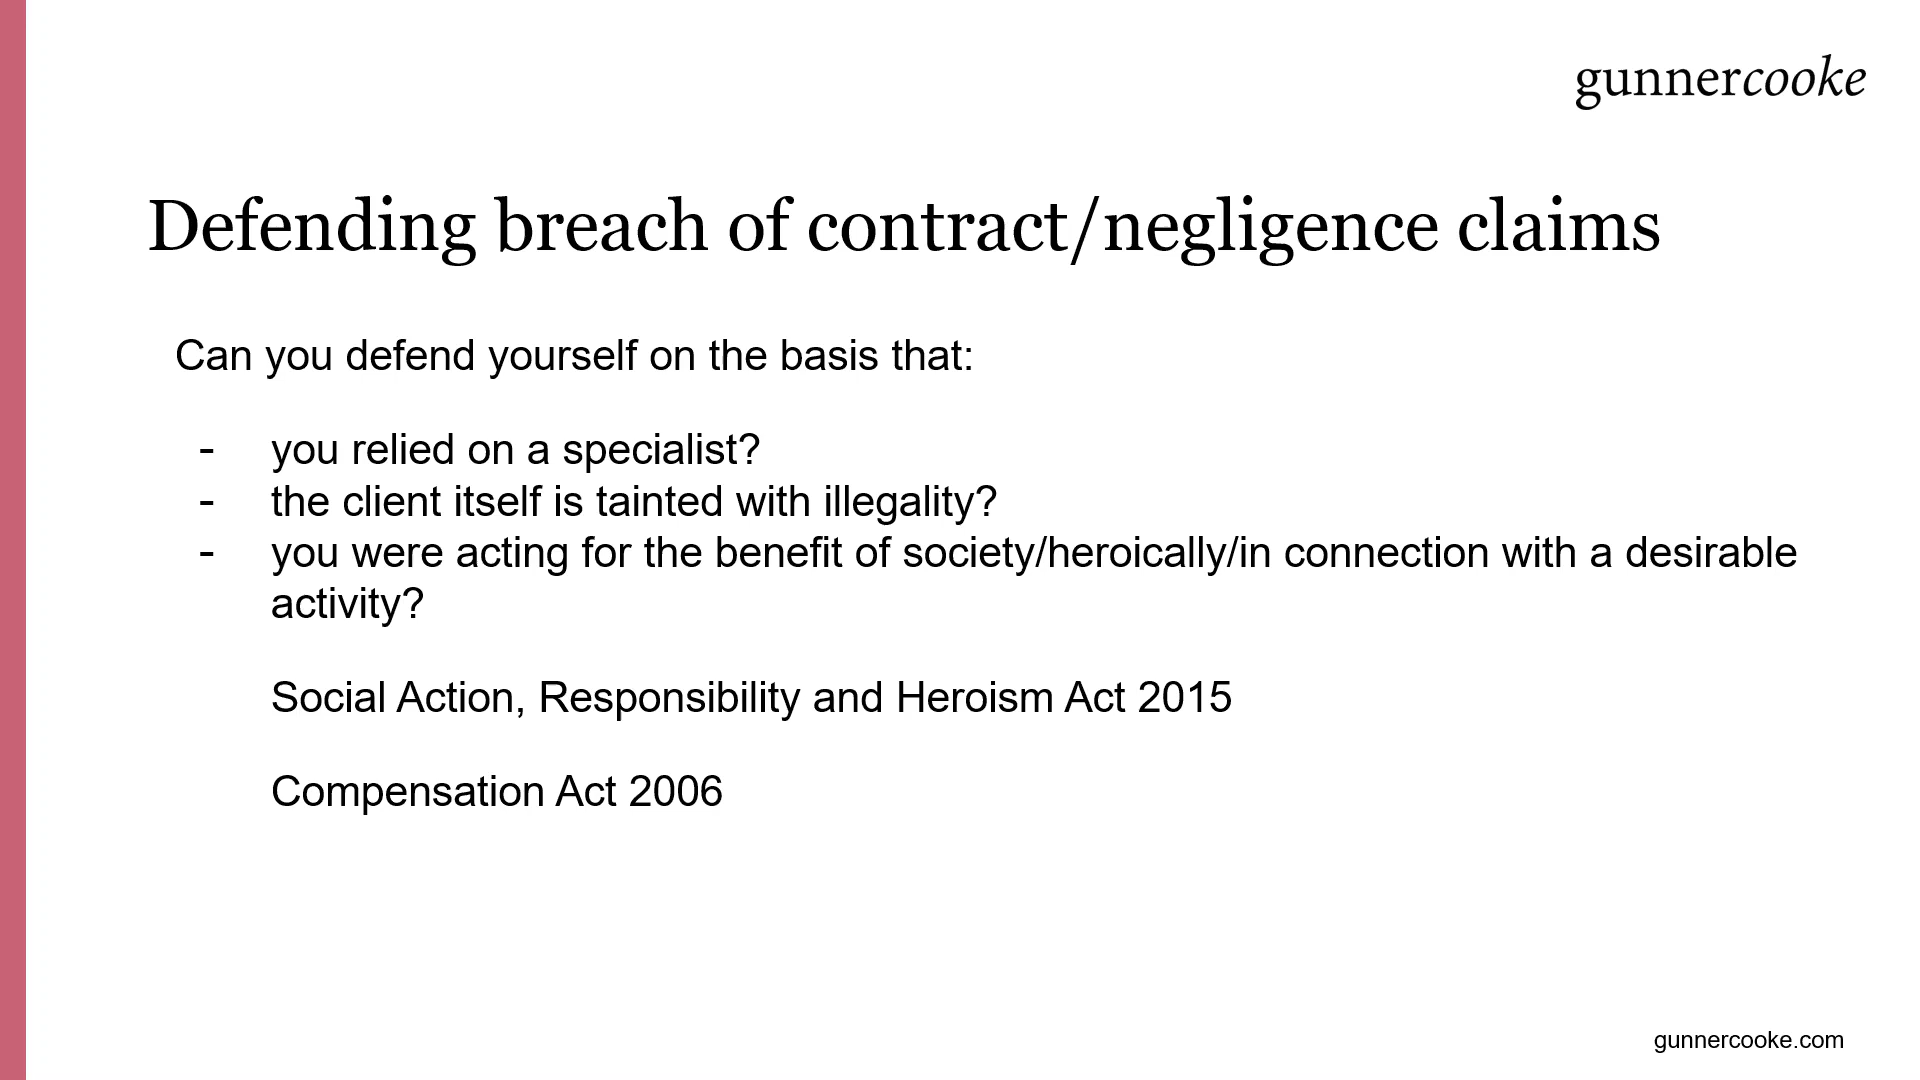 gunnercooke
Defending breach of contract/negligence claims
Can you defend yourself on the basis that:
- you relied on a specialist?
- the client itself is tainted with illegality?
- you were acting for the benefit of society/heroically/in connection with a desirable
activity?
Social Action, Responsibility and Heroism Act 2015
Compensation Act 2006
gunnercooke.com